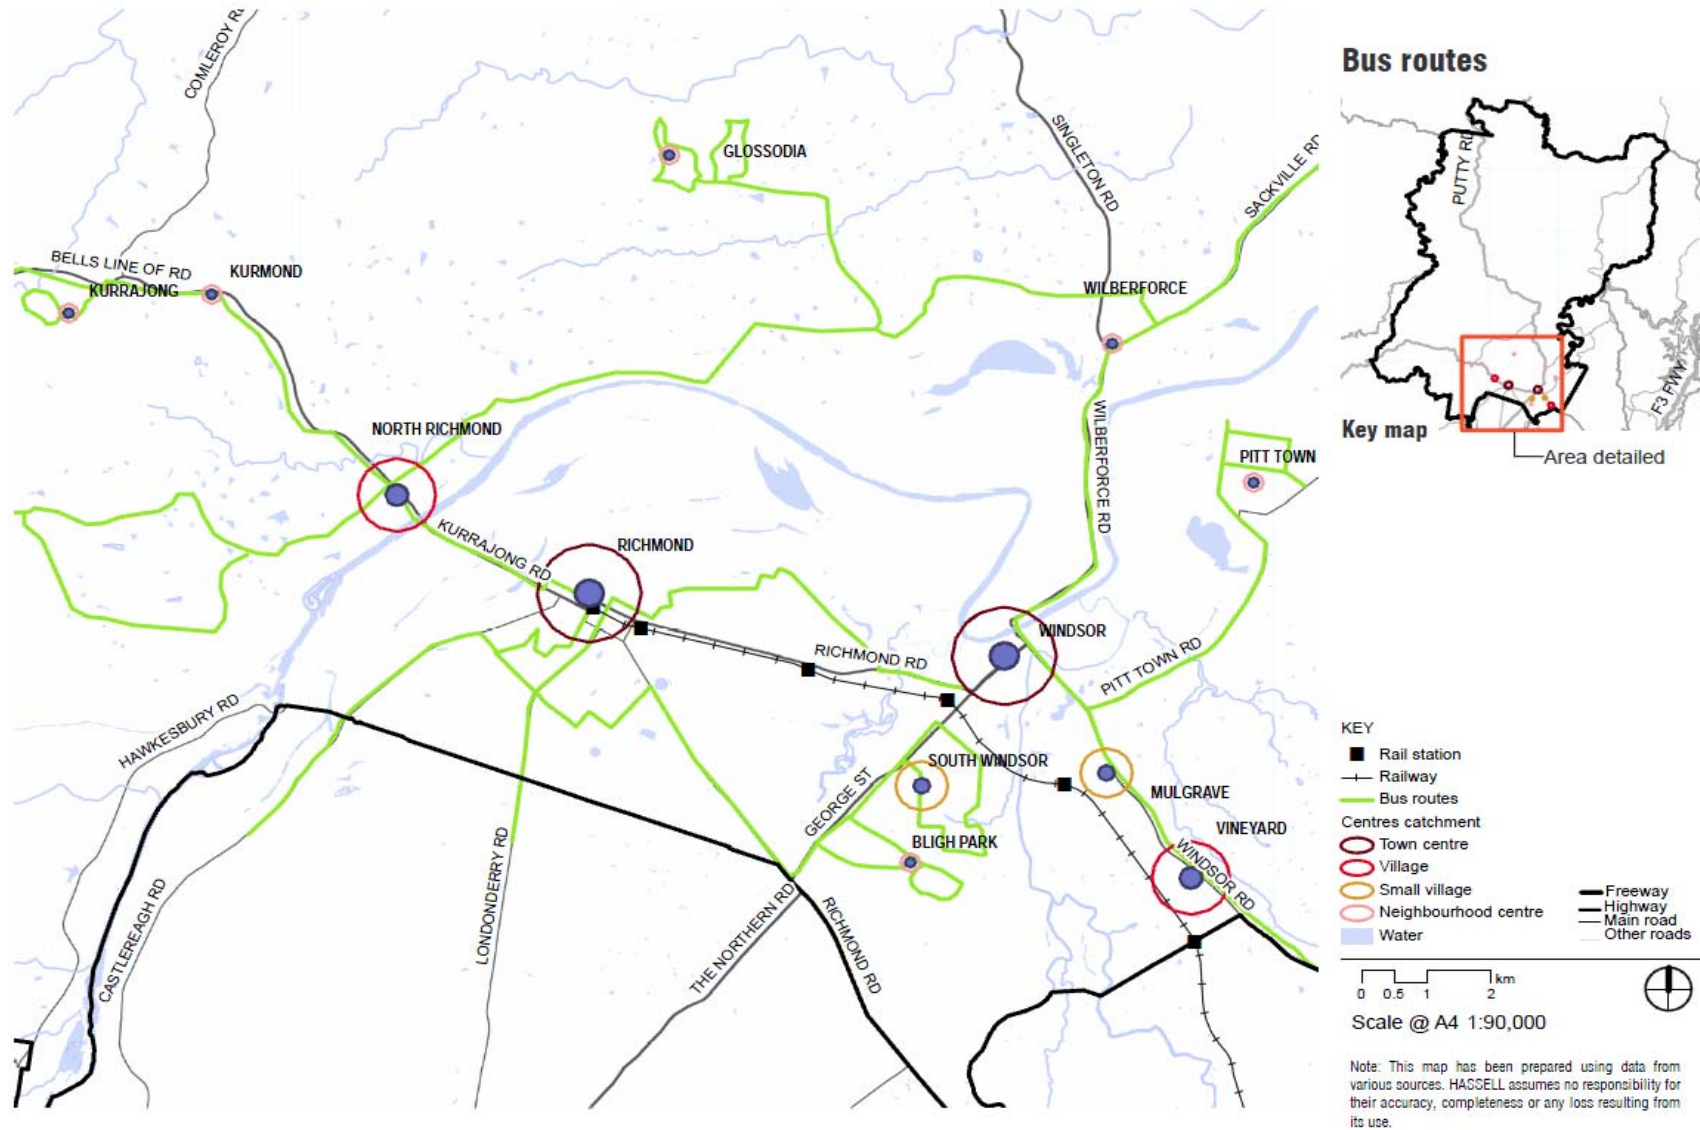 COMLEROY RD
GLOSSODIA
SINGLETON RD
SACKVILLE RD
BELLS LINE OF RD
KURMOND
KURRAJONG
WILBERFORCE
NORTH RICHMOND
WILBERFORCE RD
PITT TOWN
KURRAJONG RD
RICHMOND
WINDSOR
RICHMOND RD
PITT TOWN RD
HAWKESBURY RD
SOUTH WINDSOR
GEORGE ST
MULGRAVE
VINEYARD
BLIGH PARK
WINDSOR RD
LONDONDERRY RD
CASTLEREAGH RD
THE NORTHERN RD
RICHMOND RD
Bus routes
PUTTY RD
F3 FWY
Key map
Area detailed
KEY
Rail station
Railway
Bus routes
Centres catchment
Town centre
Village
Small village
Neighbourhood centre
Water
Freeway
Highway
Main road
Other roads
0 0.5 1 2 km
Scale @ A4 1:90,000
Note: This map has been prepared using data from
various sources. HASSELL assumes no responsibility for
their accuracy, completeness or any loss resulting from
its use.